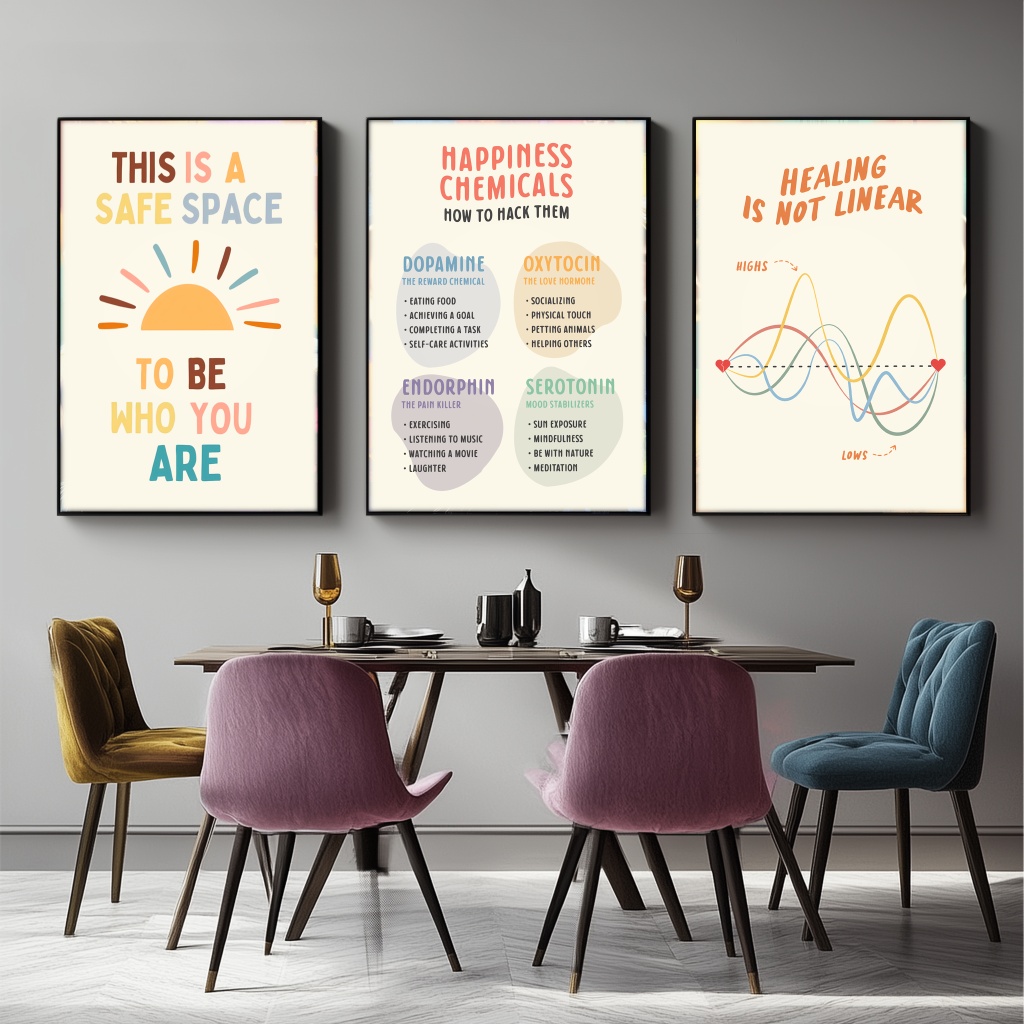 THIS IS A
SAFE SPACE
TO BE
WHO YOU
ARE
HAPPINESS
CHEMICALS
HOW TO HACK THEM
DOPAMINE
THE REWARD CHEMICAL
• EATING FOOD
• ACHIEVING A GOAL
• COMPLETING A TASK
• SELF-CARE ACTIVITIES
OXYTOCIN
THE LOVE HORMONE
• SOCIALIZING
• PHYSICAL TOUCH
• PETTING ANIMALS
• HELPING OTHERS
ENDORPHIN
THE PAIN KILLER
• EXERCISING
• LISTENING TO MUSIC
• WATCHING A MOVIE
• LAUGHTER
SEROTONIN
MOOD STABILIZERS
• SUN EXPOSURE
• MINDFULNESS
• BE WITH NATURE
• MEDITATION
HEALING
IS NOT LINEAR
HIGHS
LOWS